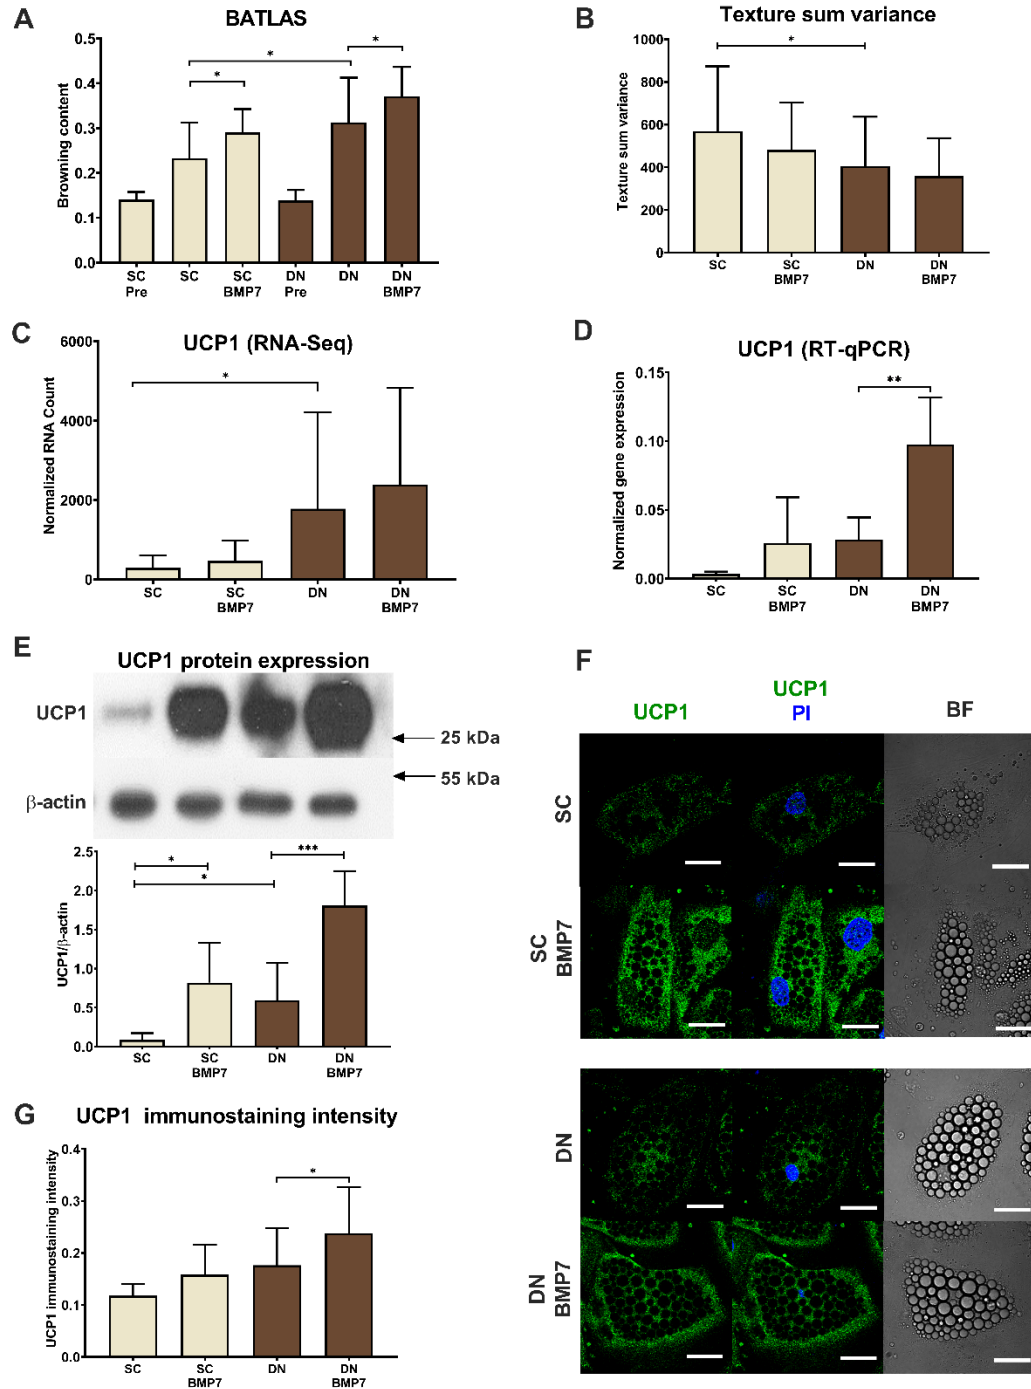 A
BATLAS
Browning content
0.5
0.4
0.3
0.2
0.1
0.0
*
*
*
SC
Pre
SC
SC
BMP7
DN
Pre
DN
DN
BMP7
B
Texture sum variance
Texture sum variance
1000
800
600
400
200
0
*
SC
SC
BMP7
DN
DN
BMP7
C
UCP1 (RNA-Seq)
Normalized RNA Count
6000
4000
2000
0
*
SC
SC
BMP7
DN
DN
BMP7
D
UCP1 (RT-qPCR)
Normalized gene expression
0.15
0.10
0.05
0.00
**
SC
SC
BMP7
DN
DN
BMP7
E
UCP1 protein expression
UCP1
25 kDa
55 kDa
β-actin
UCP1/β-actin
2.5
2.0
1.5
1.0
0.5
0.0
*
*
***
SC
SC
BMP7
DN
DN
BMP7
F
UCP1
UCP1
PI
BF
SC
SC
BMP7
DN
DN
BMP7
G
UCP1 immunostaining intensity
UCP1 immunostaining intensity
0.4
0.3
0.2
0.1
0.0
*
SC
SC
BMP7
DN
DN
BMP7